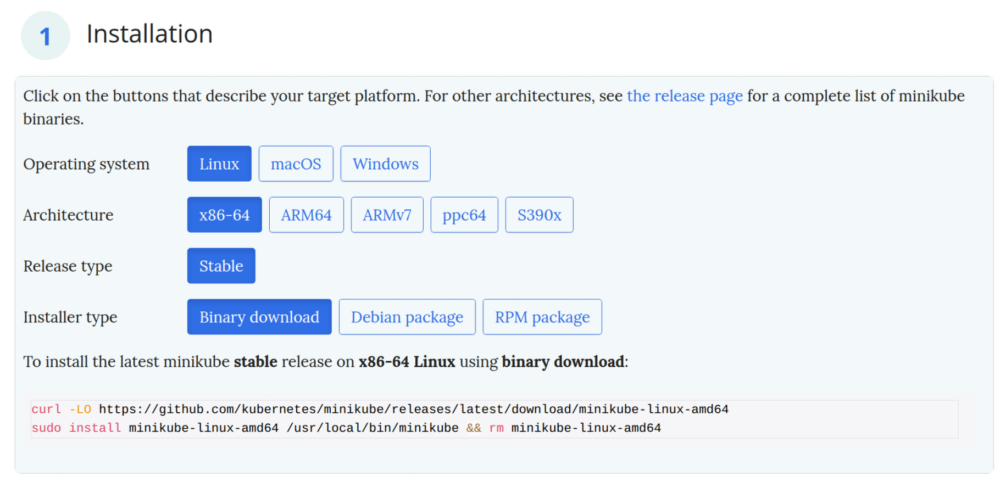 1 Installation
Click on the buttons that describe your target platform. For other architectures, see the release page for a complete list of minikube
binaries.
Operating system Linux macOS Windows
Architecture x86-64 ARM64 ARMv7 ppc64 S390x
Release type Stable
Installer type Binary download Debian package RPM package
To install the latest minikube stable release on x86-64 Linux using binary download:
curl -LO https://github.com/kubernetes/minikube/releases/latest/download/minikube-linux-amd64
sudo install minikube-linux-amd64 /usr/local/bin/minikube && rm minikube-linux-amd64